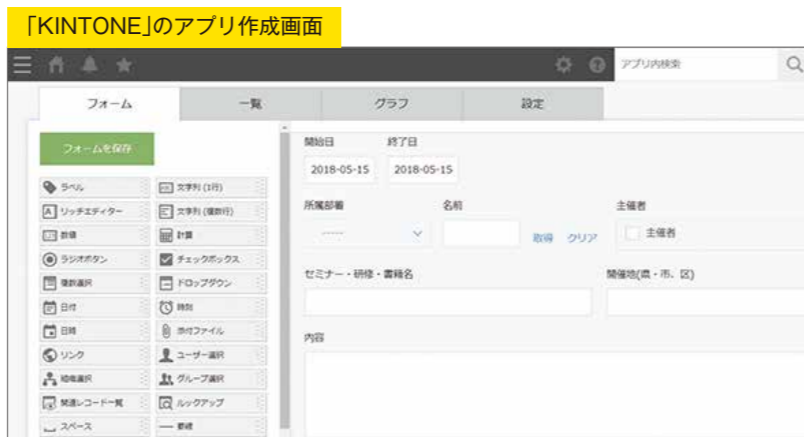 「KINTONE」のアプリ作成画面
アプリ内検索
フォーム 一覧 グラフ 設定
フォームを保存
開始日 終了日
2018-05-15 2018-05-15
ラベル 文字列 (1行)
リッチエディター 文字列 (複数行)
所属部署 名前 主催者
数値 計算
----- 取得 クリア 主催者
ラジオボタン チェックボックス
複数選択 ドロップダウン
セミナー・研修・書籍名 開催地(県・市、区)
日付 時刻
日時 添付ファイル
内容
リンク ユーザー選択
組織選択 グループ選択
関連レコード一覧 ルックアップ
スペース 罫線